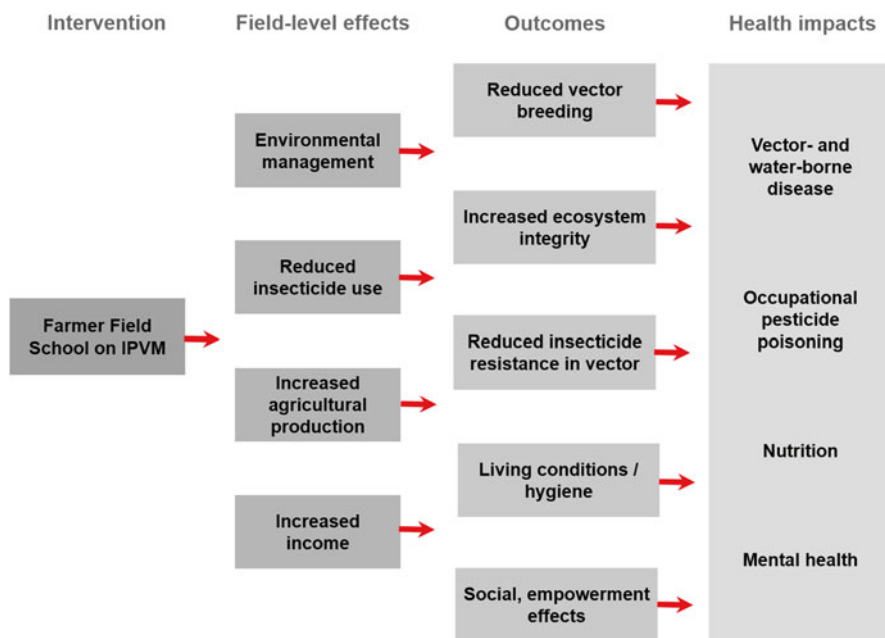 Intervention
Field-level effects
Outcomes
Health impacts
Farmer Field
School on IPVM
Environmental
management
Reduced
insecticide use
Increased
agricultural
production
Increased
income
Reduced vector
breeding
Increased ecosystem
integrity
Reduced insecticide
resistance in vector
Living conditions /
hygiene
Social, empowerment
effects
Vector- and
water-borne
disease
Occupational
pesticide
poisoning
Nutrition
Mental health